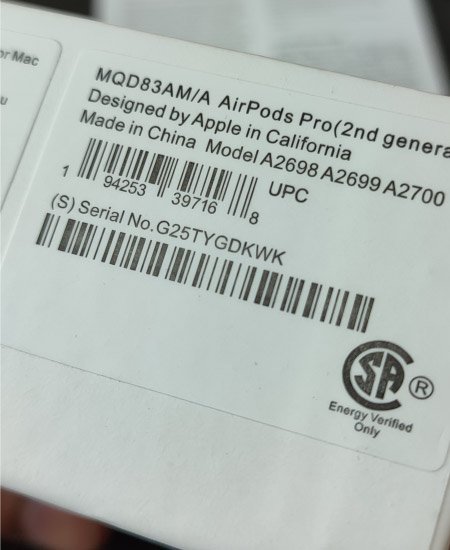 or Mac
u
MQD83AM/A AirPods Pro(2nd genera
Designed by Apple in California
Made in China Model A2698 A2699 A2700
1 94253 39716 8 UPC
(S) Serial No. G25TYGDKWK
SA ®
Energy Verified
Only